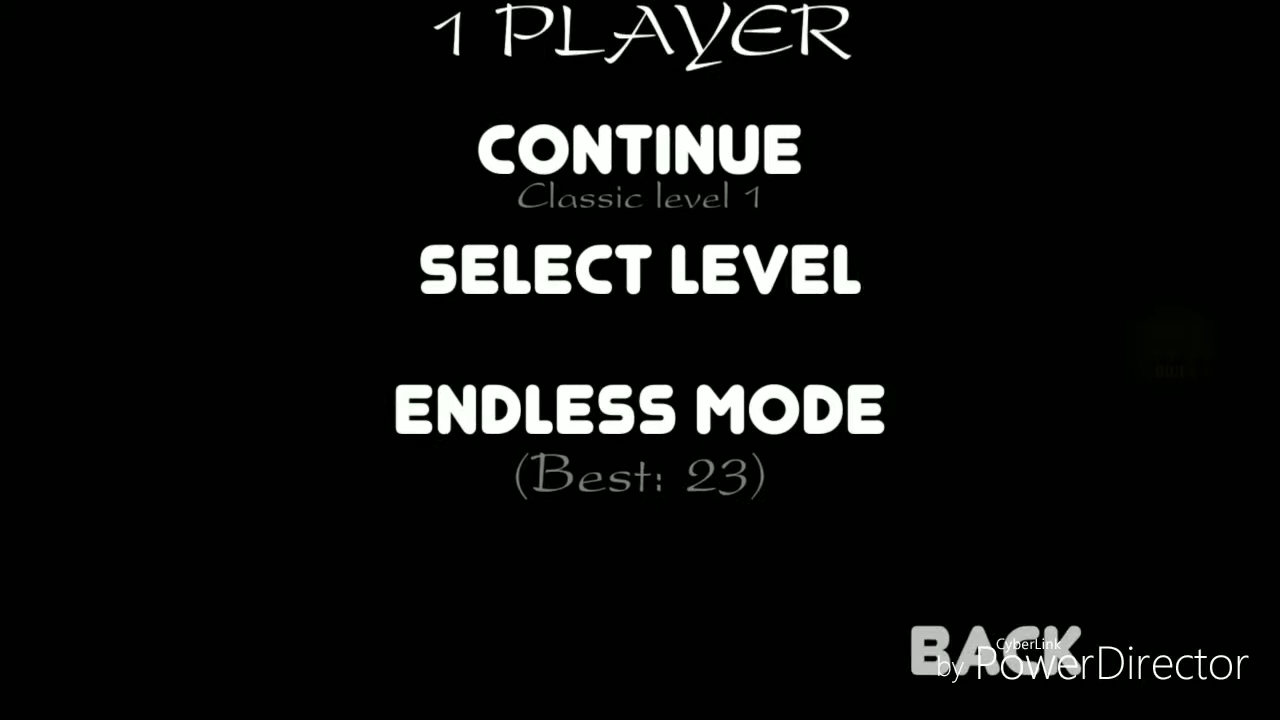 1 PLAYER
CONTINUE
Classic level 1
SELECT LEVEL
ENDLESS MODE
(Best: 23)
BACK
CyberLink
by PowerDirector